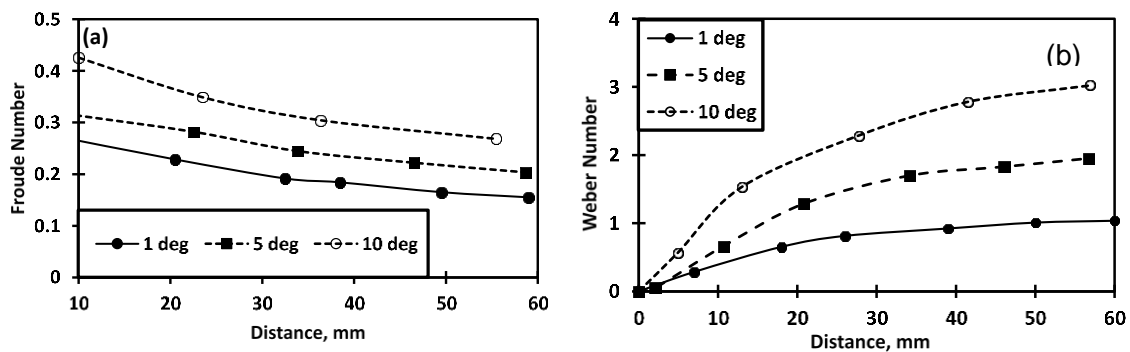 (a)
Froude Number
0.5
0.4
0.3
0.2
0.1
0
1 deg 5 deg 10 deg
10 20 30 40 50 60
Distance, mm
(b)
Weber Number
4
3
2
1
0
1 deg
5 deg
10 deg
0 10 20 30 40 50 60
Distance, mm